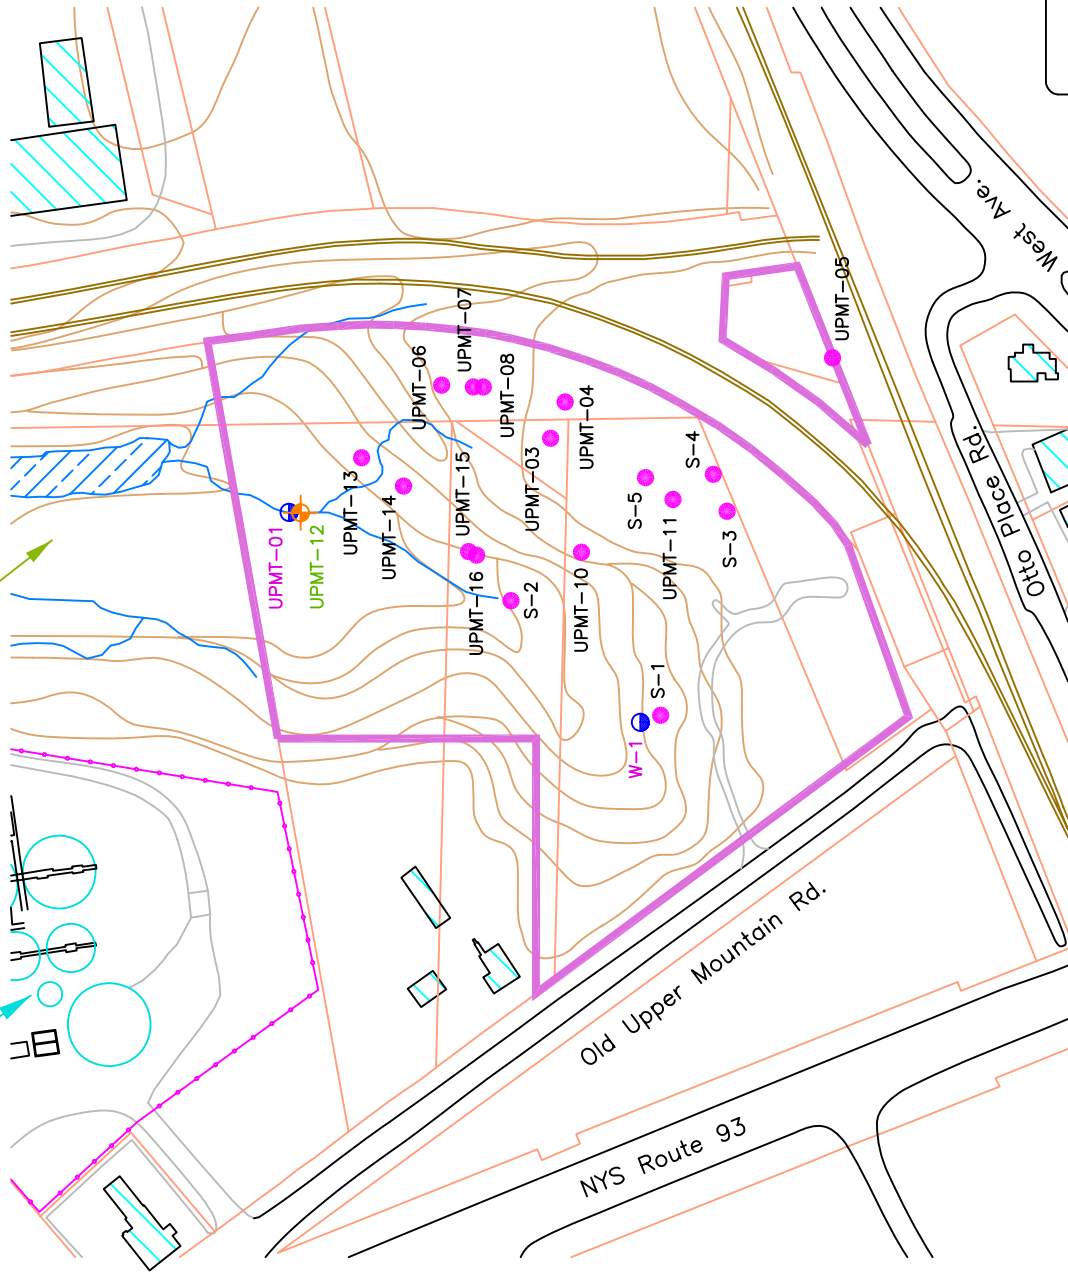 West Ave.
UPMT-05
UPMT-07
UPMT-06
UPMT-08
UPMT-04
S-4
UPMT-15
UPMT-03
UPMT-13
UPMT-14
S-5
UPMT-11
S-3
Otto Place Rd.
UPMT-01
UPMT-12
UPMT-16
S-2
UPMT-10
S-1
W-1
Old Upper Mountain Rd.
NYS Route 93